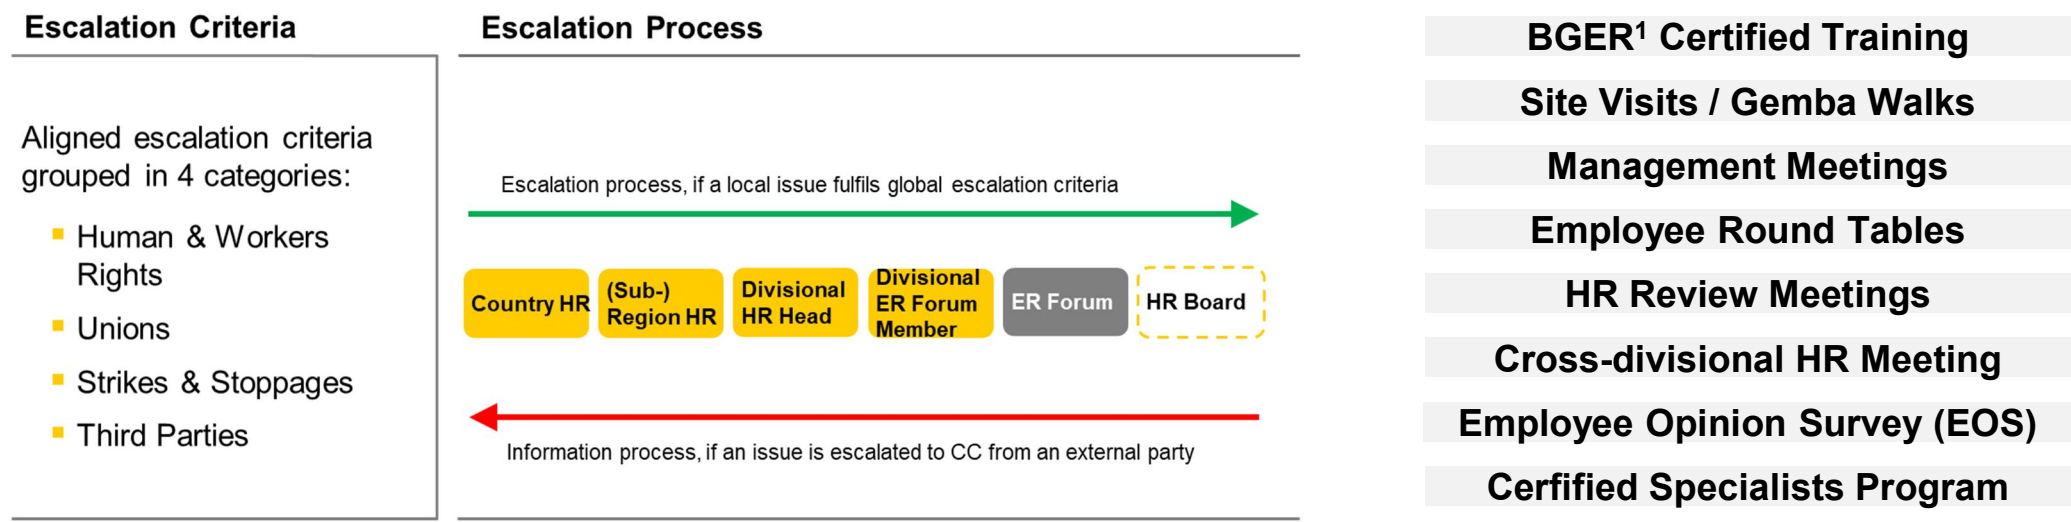 Escalation Criteria
Aligned escalation criteria
grouped in 4 categories:
Human & Workers
Rights
Unions
Strikes & Stoppages
Third Parties
Escalation Process
Escalation process, if a local issue fulfils global escalation criteria
Country HR
(Sub-)
Region HR
Divisional
HR Head
Divisional
ER Forum
Member
ER Forum
HR Board
Information process, if an issue is escalated to CC from an external party
BGER¹ Certified Training
Site Visits / Gemba Walks
Management Meetings
Employee Round Tables
HR Review Meetings
Cross-divisional HR Meeting
Employee Opinion Survey (EOS)
Cerfified Specialists Program